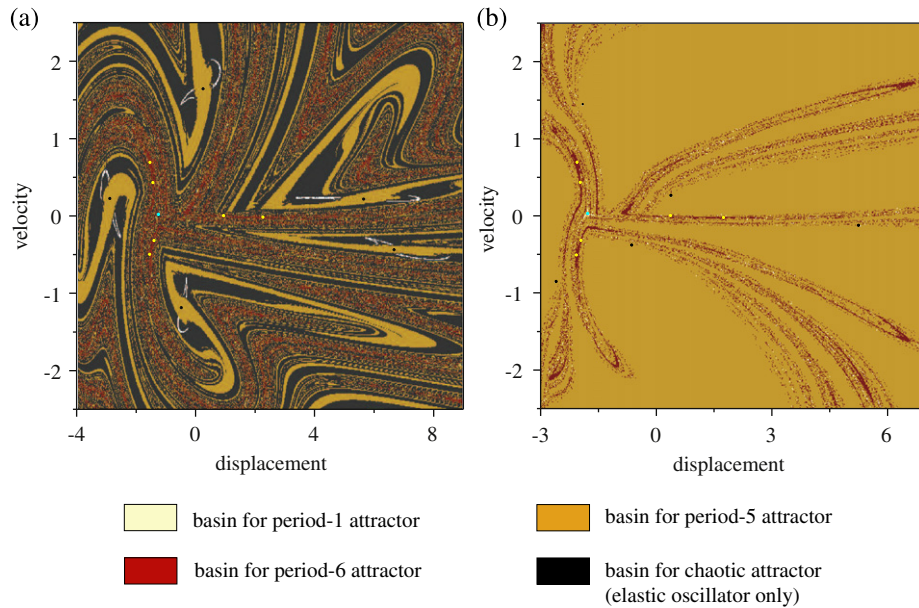 (a)
(b)
2
1
0
-1
-2
velocity
-4
0
4
8
displacement
2
1
0
-1
-2
velocity
-3
0
3
6
displacement
basin for period-1 attractor
basin for period-5 attractor
basin for period-6 attractor
basin for chaotic attractor
(elastic oscillator only)